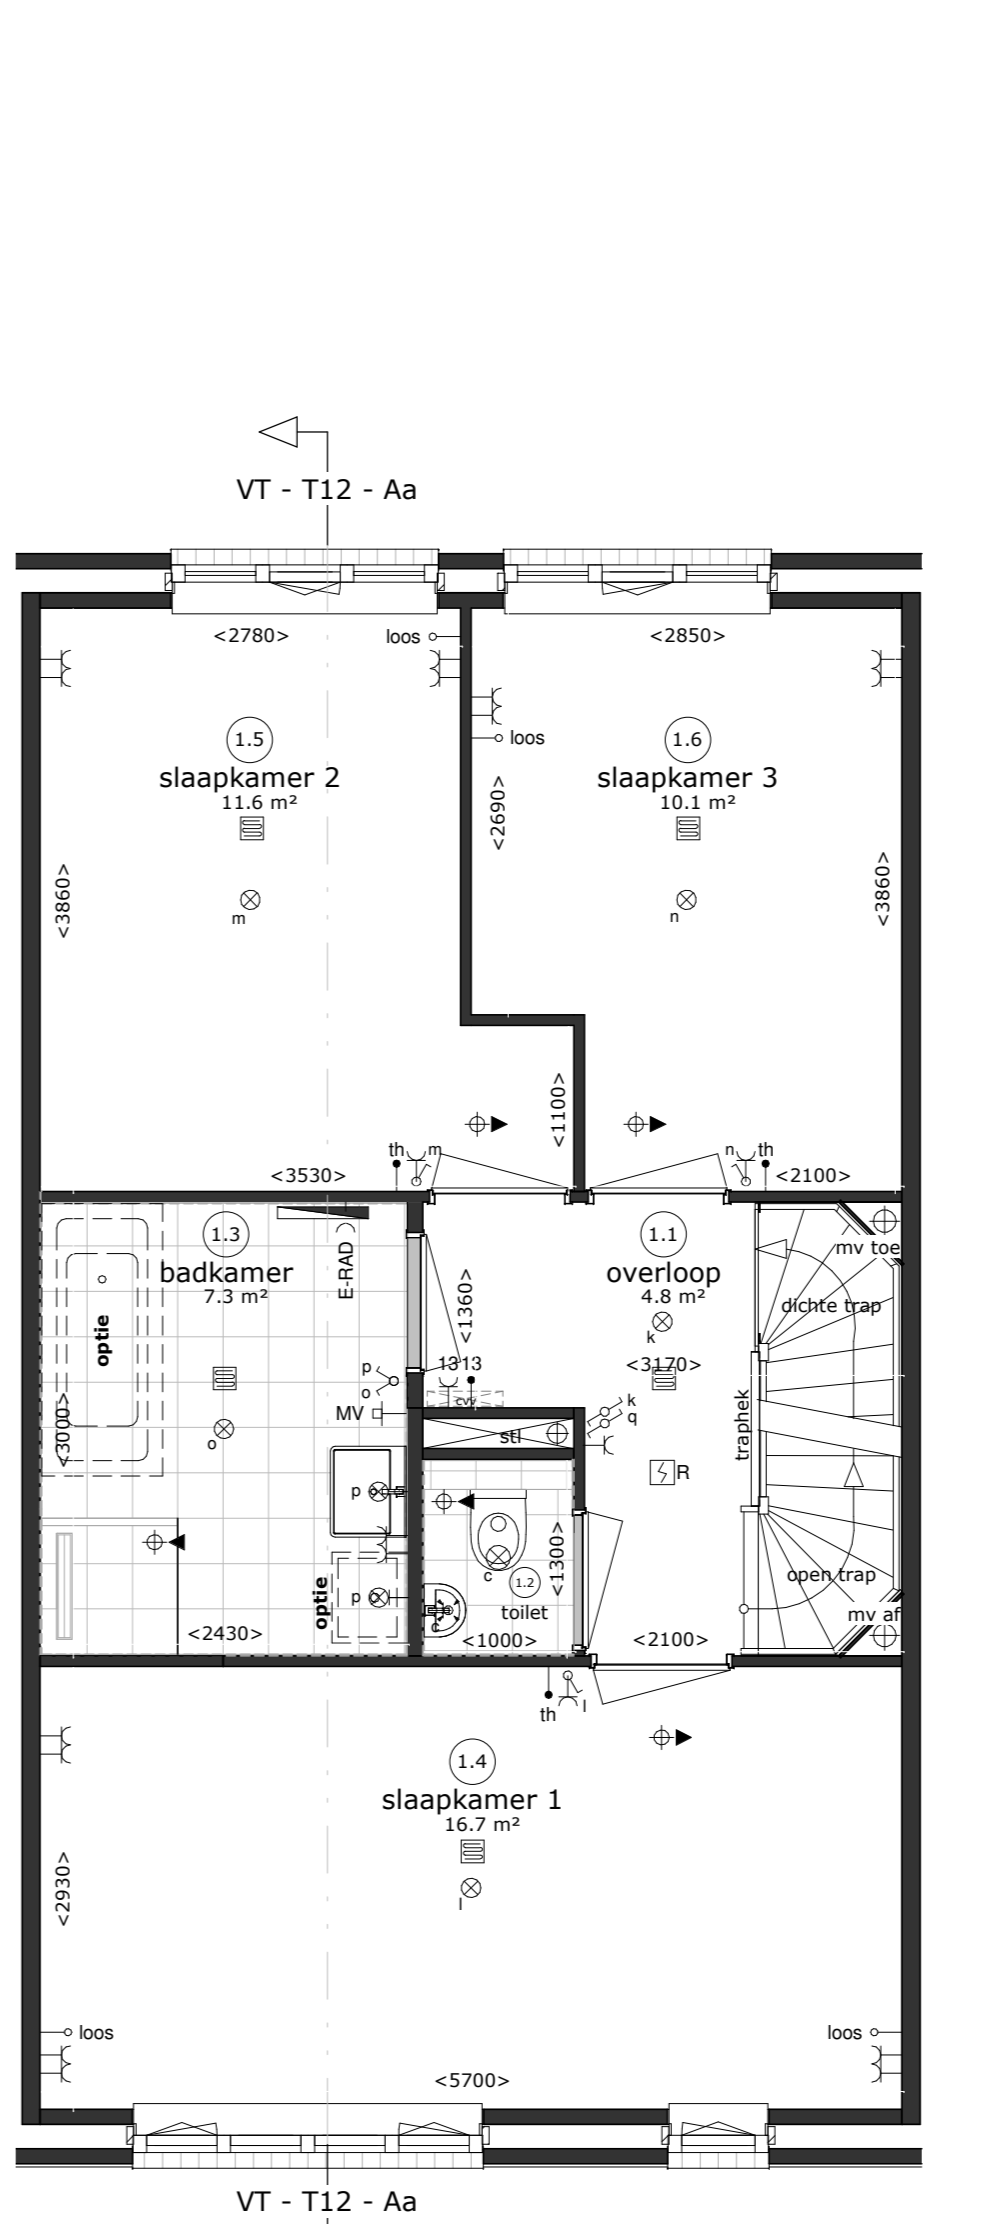 VT - T12 - Aa
<2780>
loos
<2850>
loos
1.5
slaapkamer 2
11.6 m²
1.6
slaapkamer 3
10.1 m²
<2690>
<3860>
<3860>
m
n
<1100>
th
m
n
th
<3530>
<2100>
1.3
badkamer
7.3 m²
E-RAD
optie
<3000>
o
p
o
MV
<1360>
1313
cvv
stl
1.1
overloop
4.8 m²
k
<3170>
k
q
R
traphek
mv toe
dichte trap
open trap
mv af
p
p
q
optie
<2430>
c
1.2
toilet
<1300>
<1000>
e
<2100>
th
l
1.4
slaapkamer 1
16.7 m²
l
<2930>
loos
loos
<5700>
VT - T12 - Aa